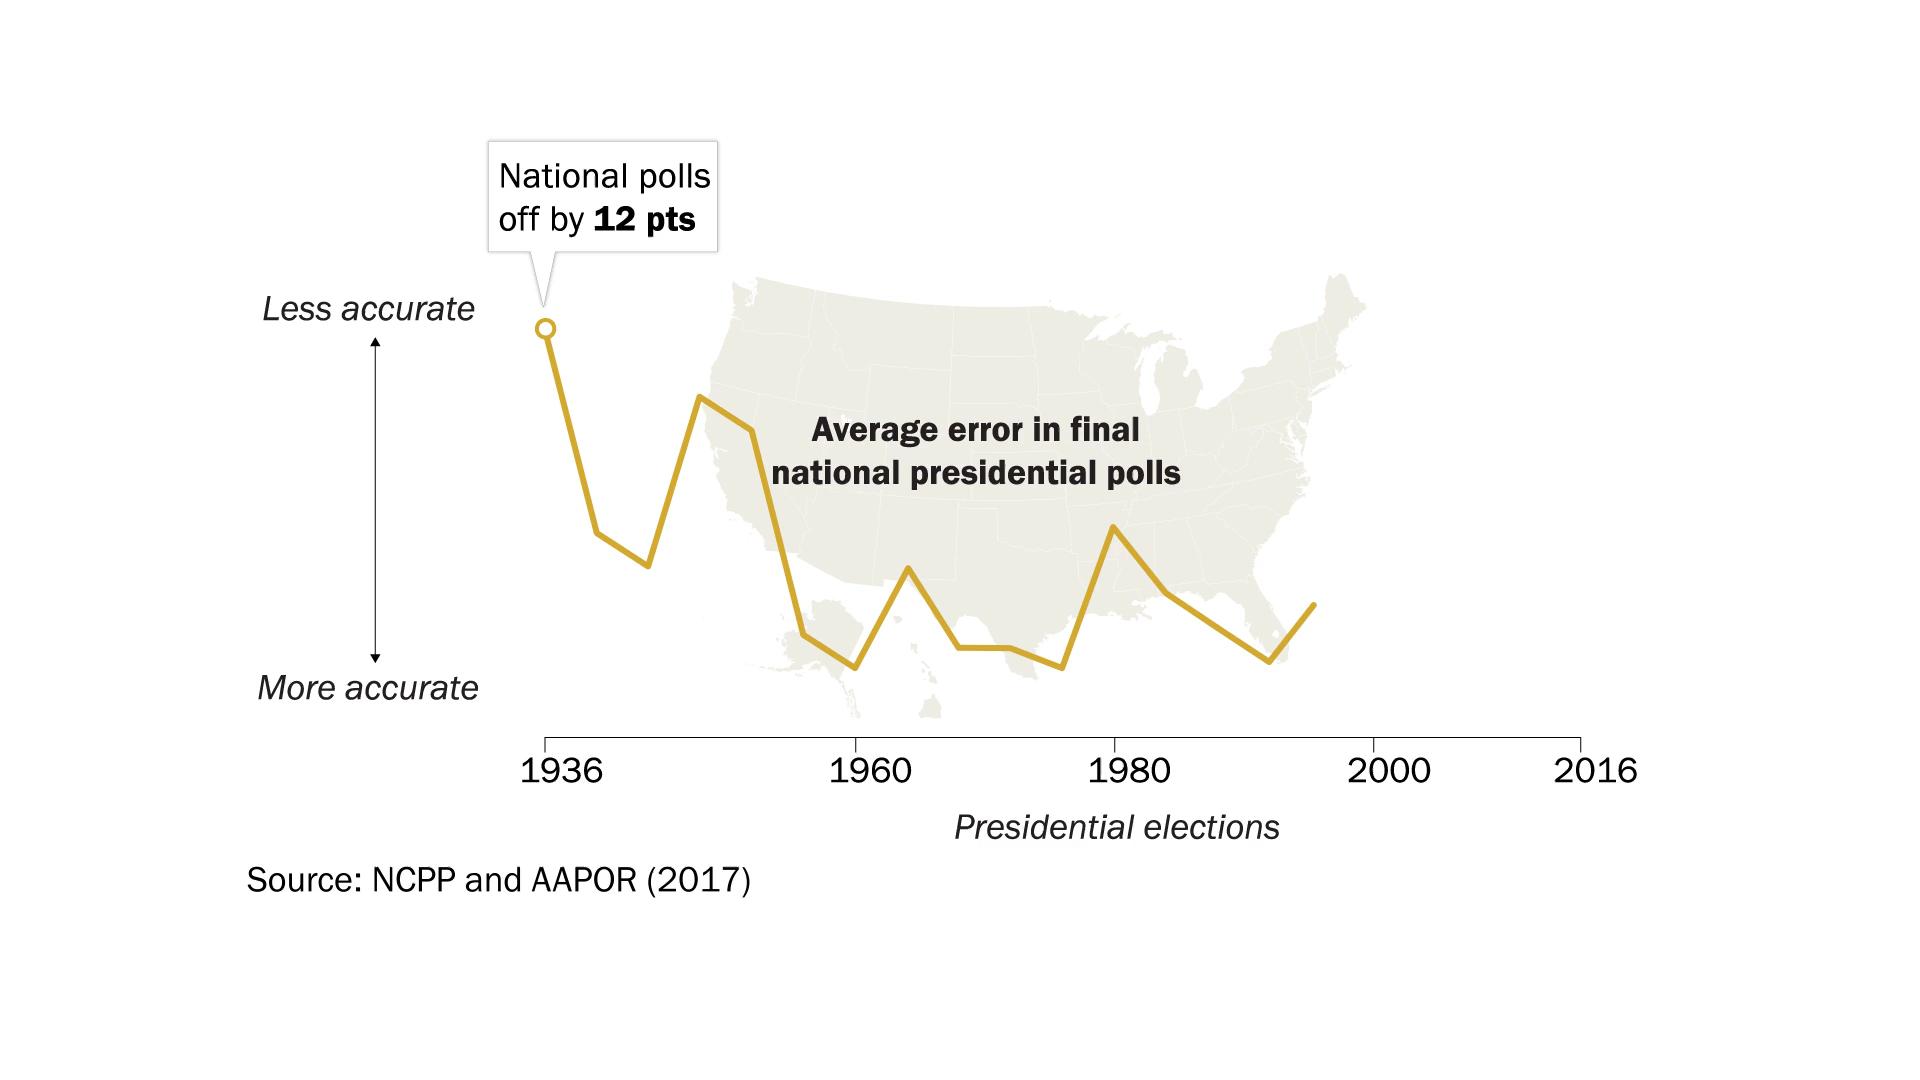 National polls
off by 12 pts
Less accurate
Average error in final
national presidential polls
More accurate
1936 1960 1980 2000 2016
Presidential elections
Source: NCPP and AAPOR (2017)